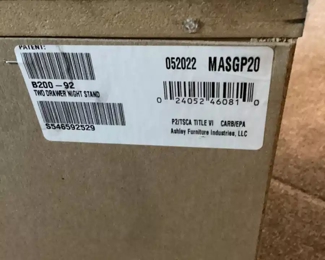 PATENT:
052022 MASGP20
B200-92
TWO DRAWER NIGHT STAND
0 24052 46081 0
S546592529
P2/TSCA TITLE VI CARB/EPA
Ashley Furniture Industries, LLC